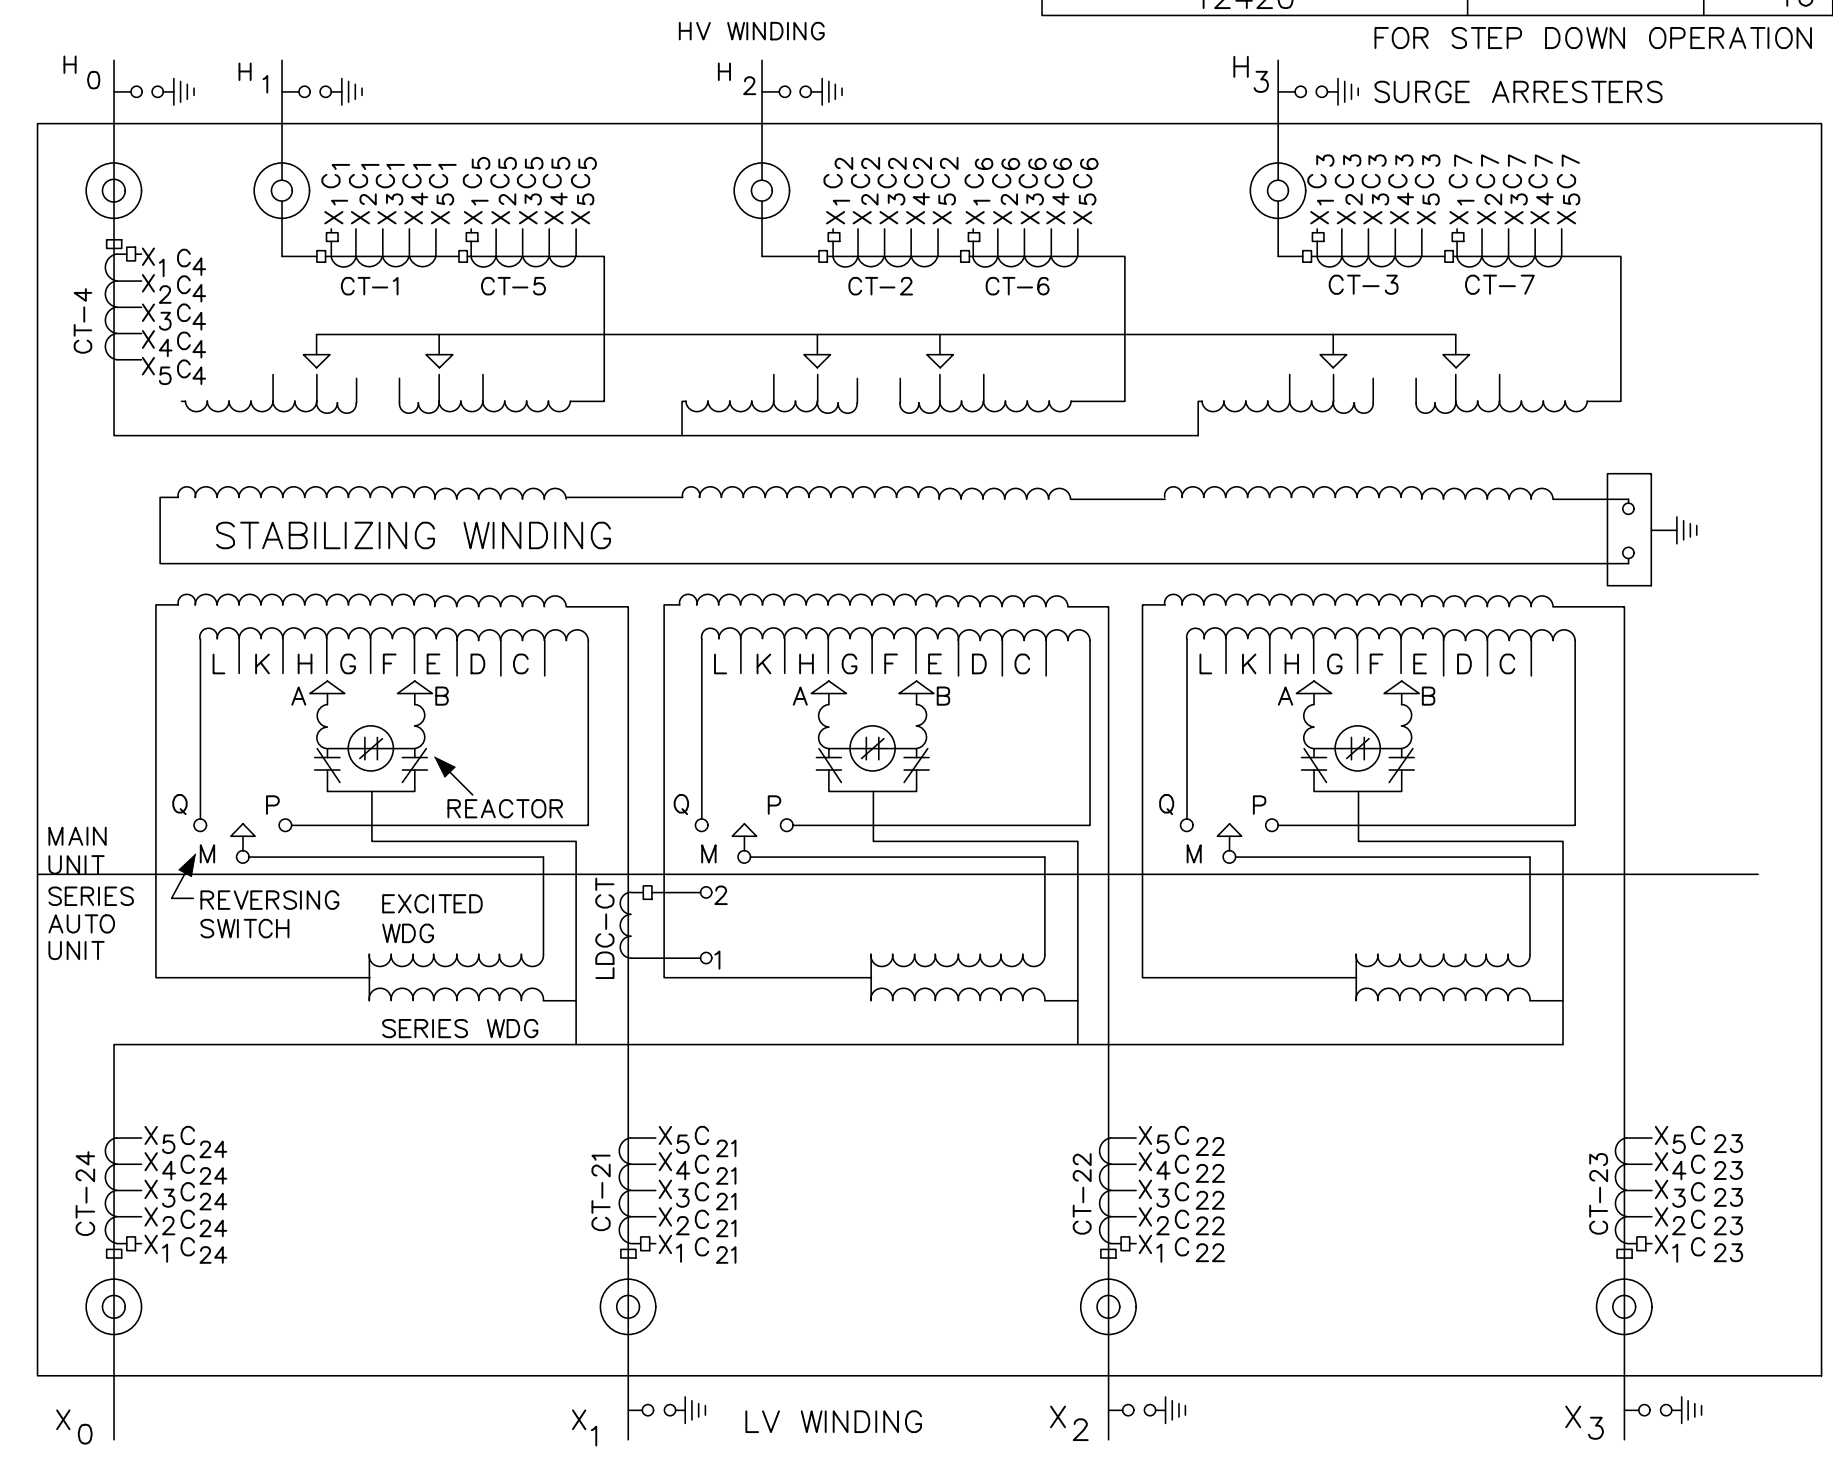 HV WINDING
FOR STEP DOWN OPERATION
H0 H1 H2 H3 SURGE ARRESTERS
X1C1 X2C1 X3C1 X4C1 X5C1 X1C5 X2C5 X3C5 X4C5 X5C5
X1C2 X2C2 X3C2 X4C2 X5C2 X1C6 X2C6 X3C6 X4C6 X5C6
X1C3 X2C3 X3C3 X4C3 X5C3 X1C7 X2C7 X3C7 X4C7 X5C7
CT-1 CT-5 CT-2 CT-6 CT-3 CT-7
CT-4
X1C4
X2C4
X3C4
X4C4
X5C4
STABILIZING WINDING
L K H G F E D C L K H G F E D C L K H G F E D C
A B A B A B
REACTOR
Q P Q P Q P
M M M
MAIN
UNIT
SERIES
AUTO
UNIT
REVERSING
SWITCH
EXCITED
WDG
LDC-CT
2
1
SERIES WDG
CT-24
X5C24
X4C24
X3C24
X2C24
X1C24
CT-21
X5C21
X4C21
X3C21
X2C21
X1C21
CT-22
X5C22
X4C22
X3C22
X2C22
X1C22
CT-23
X5C23
X4C23
X3C23
X2C23
X1C23
X0 X1 LV WINDING X2 X3